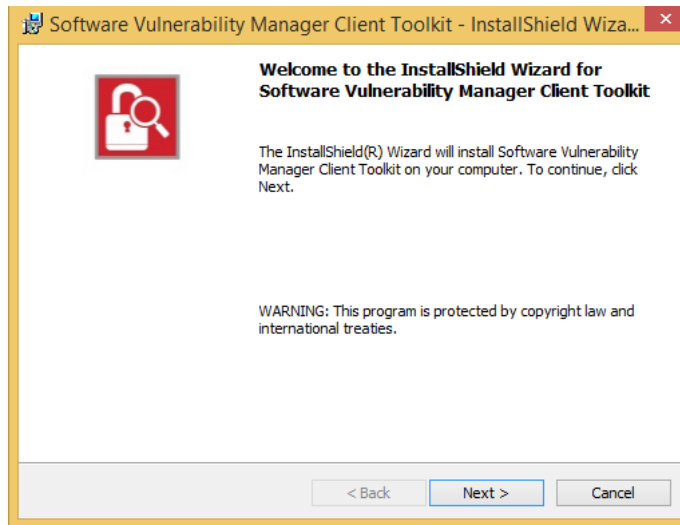 Software Vulnerability Manager Client Toolkit - InstallShield Wiza...
Welcome to the InstallShield Wizard for
Software Vulnerability Manager Client Toolkit
The InstallShield(R) Wizard will install Software Vulnerability
Manager Client Toolkit on your computer. To continue, click
Next.
WARNING: This program is protected by copyright law and
international treaties.
< Back
Next >
Cancel